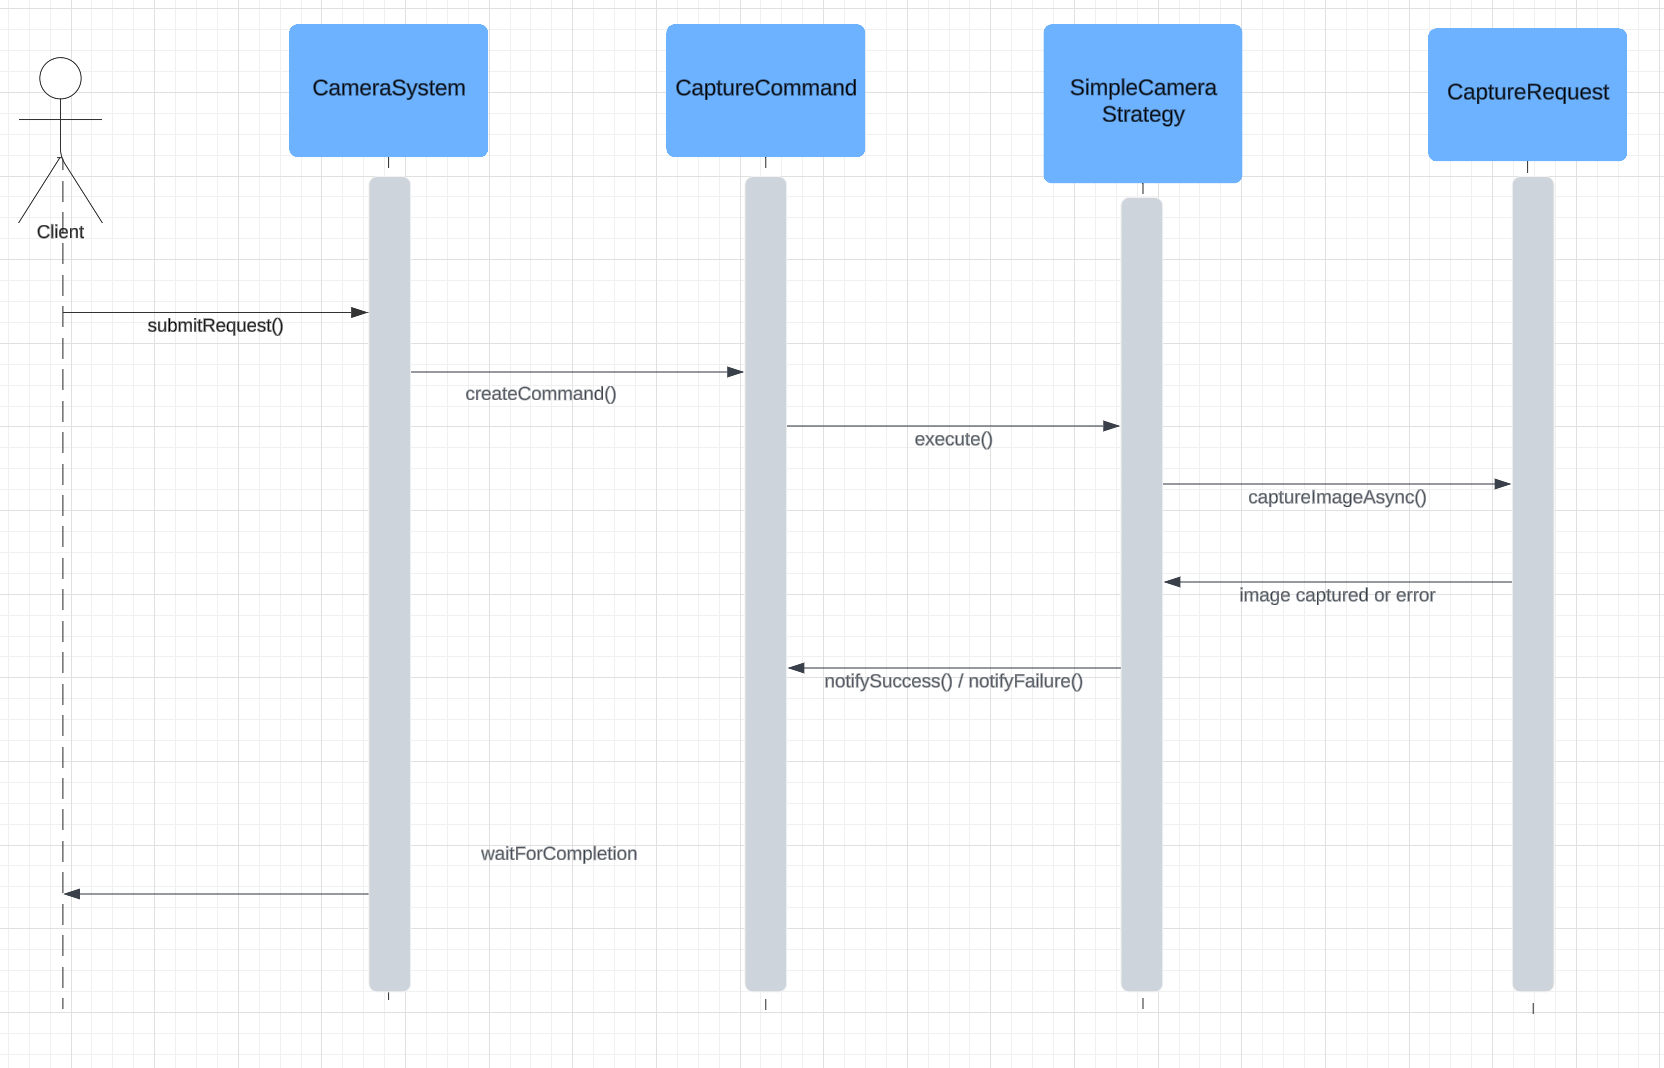 CameraSystem
CaptureCommand
SimpleCamera
Strategy
CaptureRequest
Client
submitRequest()
createCommand()
execute()
captureImageAsync()
image captured or error
notifySuccess() / notifyFailure()
waitForCompletion